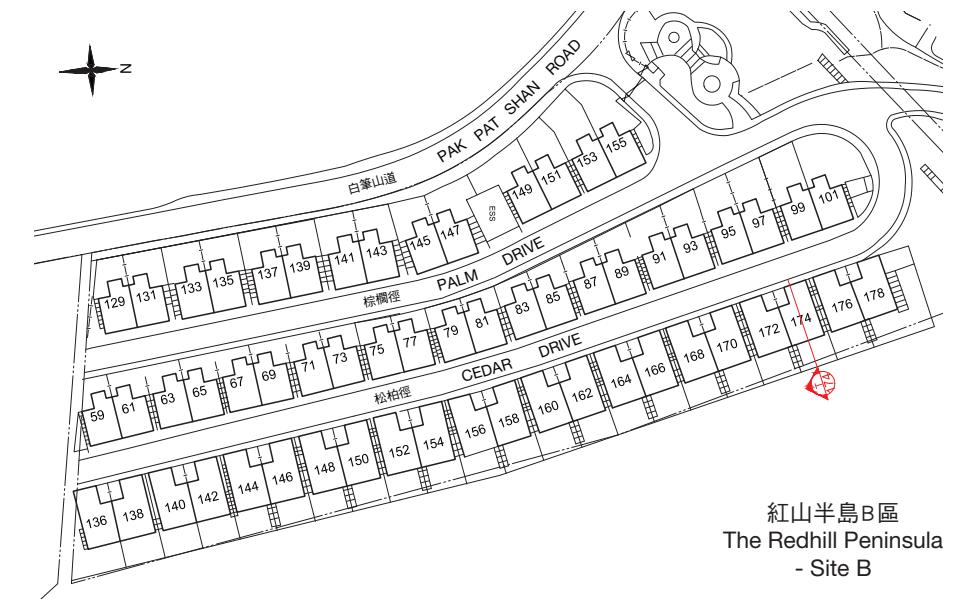 N
PAK PAT SHAN ROAD
白筆山道
153 155
149 151
ESS
145 147
141 143
137 139
133 135
129 131
PALM DRIVE
棕櫚徑
99 101
95 97
91 93
87 89
83 85
79 81
75 77
71 73
67 69
63 65
59 61
CEDAR DRIVE
松柏徑
176 178
172 174
168 170
164 166
160 162
156 158
152 154
148 150
144 146
140 142
136 138
紅山半島B區
The Redhill Peninsula
- Site B